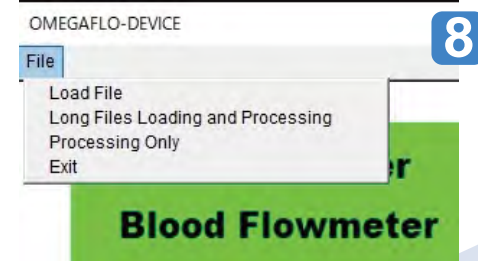 OMEGAFLO-DEVICE
8
File
Load File
Long Files Loading and Processing
Processing Only
Exit
Blood Flowmeter